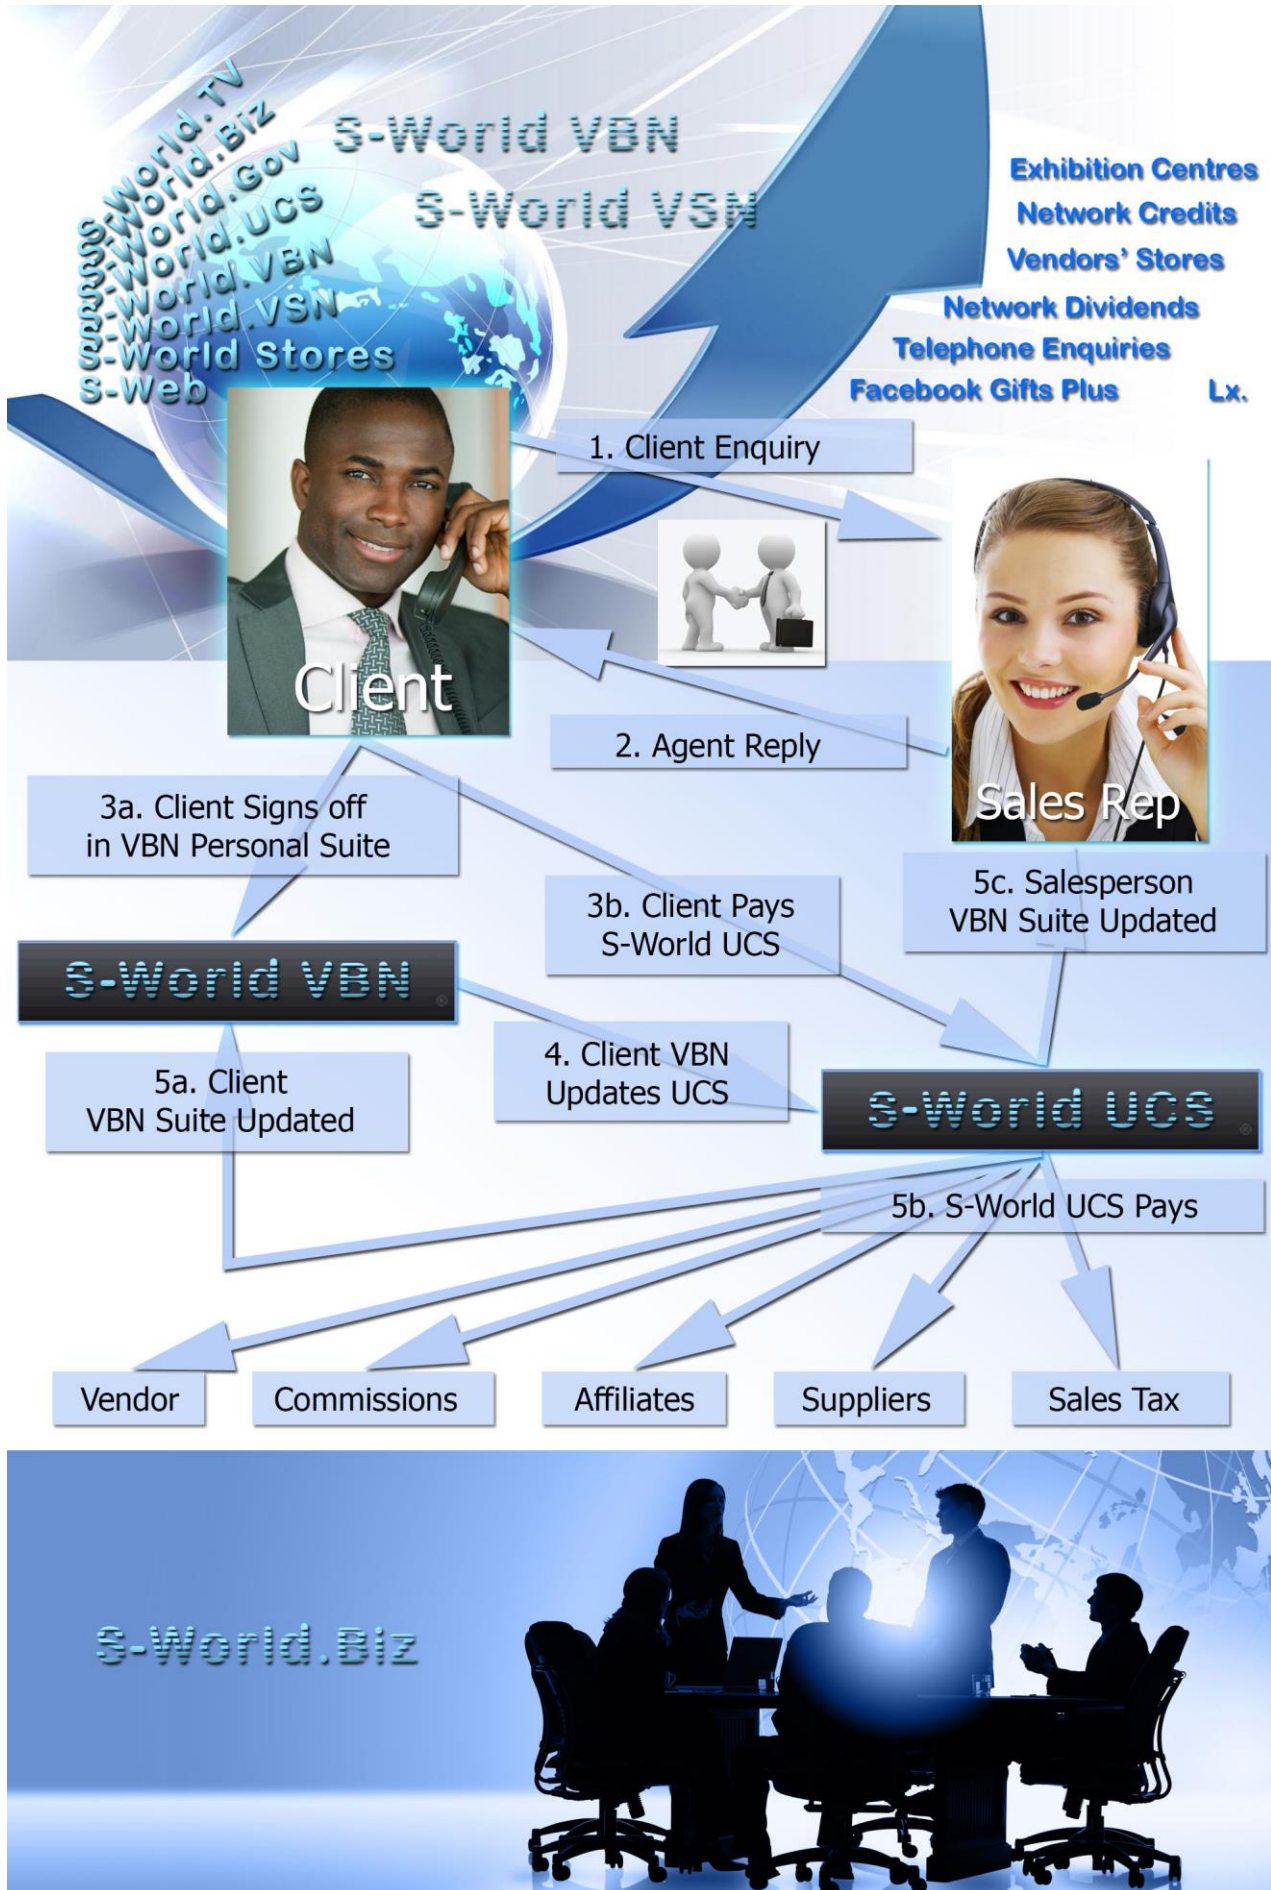 S-World.TV
S-World.Biz
S-World.Gov
S-World.UCS
S-World.VBN
S-World.VSN
S-World Stores
S-Web
S-World VBN
S-World VSN
Exhibition Centres
Network Credits
Vendors’ Stores
Network Dividends
Telephone Enquiries
Facebook Gifts Plus
Lx.
1. Client Enquiry
Client
2. Agent Reply
Sales Rep
3a. Client Signs off
in VBN Personal Suite
3b. Client Pays
S-World UCS
5c. Salesperson
VBN Suite Updated
S-World VBN ®
4. Client VBN
Updates UCS
5a. Client
VBN Suite Updated
S-World UCS ®
5b. S-World UCS Pays
Vendor
Commissions
Affiliates
Suppliers
Sales Tax
S-World.Biz